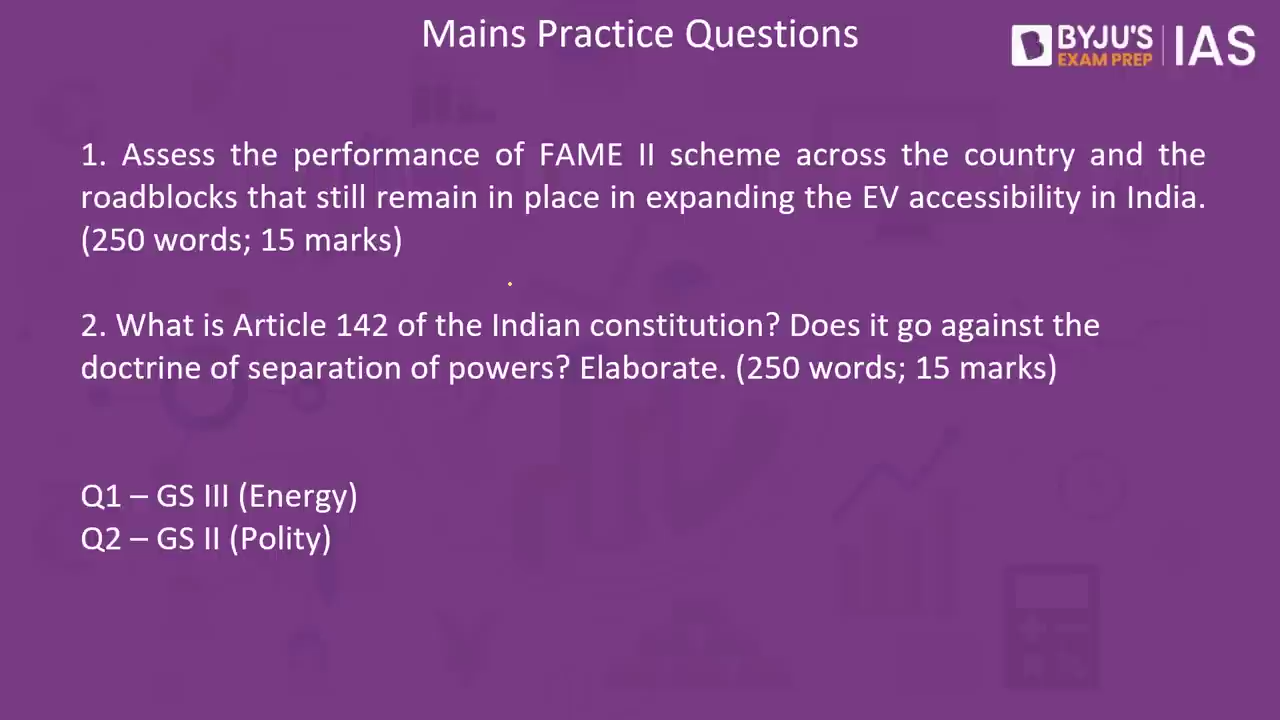 Mains Practice Questions
BYJU'S
EXAM PREP
IAS
1. Assess the performance of FAME II scheme across the country and the
roadblocks that still remain in place in expanding the EV accessibility in India.
(250 words; 15 marks)
2. What is Article 142 of the Indian constitution? Does it go against the
doctrine of separation of powers? Elaborate. (250 words; 15 marks)
Q1 – GS III (Energy)
Q2 – GS II (Polity)